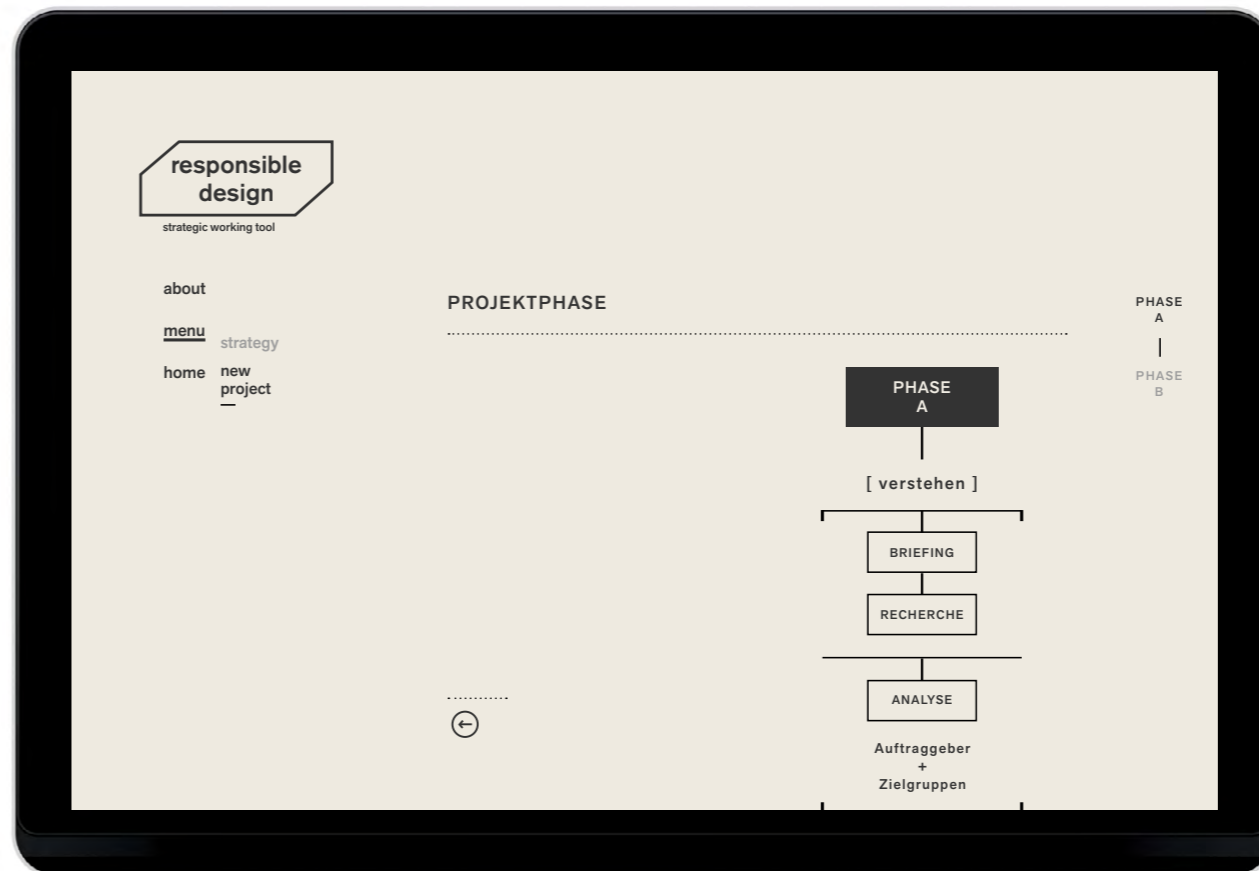 responsible
design
strategic working tool
about
menu
strategy
home
new
project
PROJEKTPHASE
PHASE
A
[ verstehen ]
BRIEFING
RECHERCHE
ANALYSE
Auftraggeber
+
Zielgruppen
PHASE
A
PHASE
B